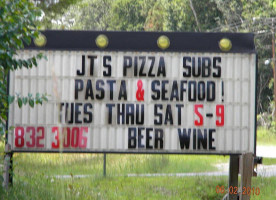 JT'S PIZZA SUBS
PASTA & SEAFOOD!
TUES THRU SAT 5-9
832 3006 BEER WINE